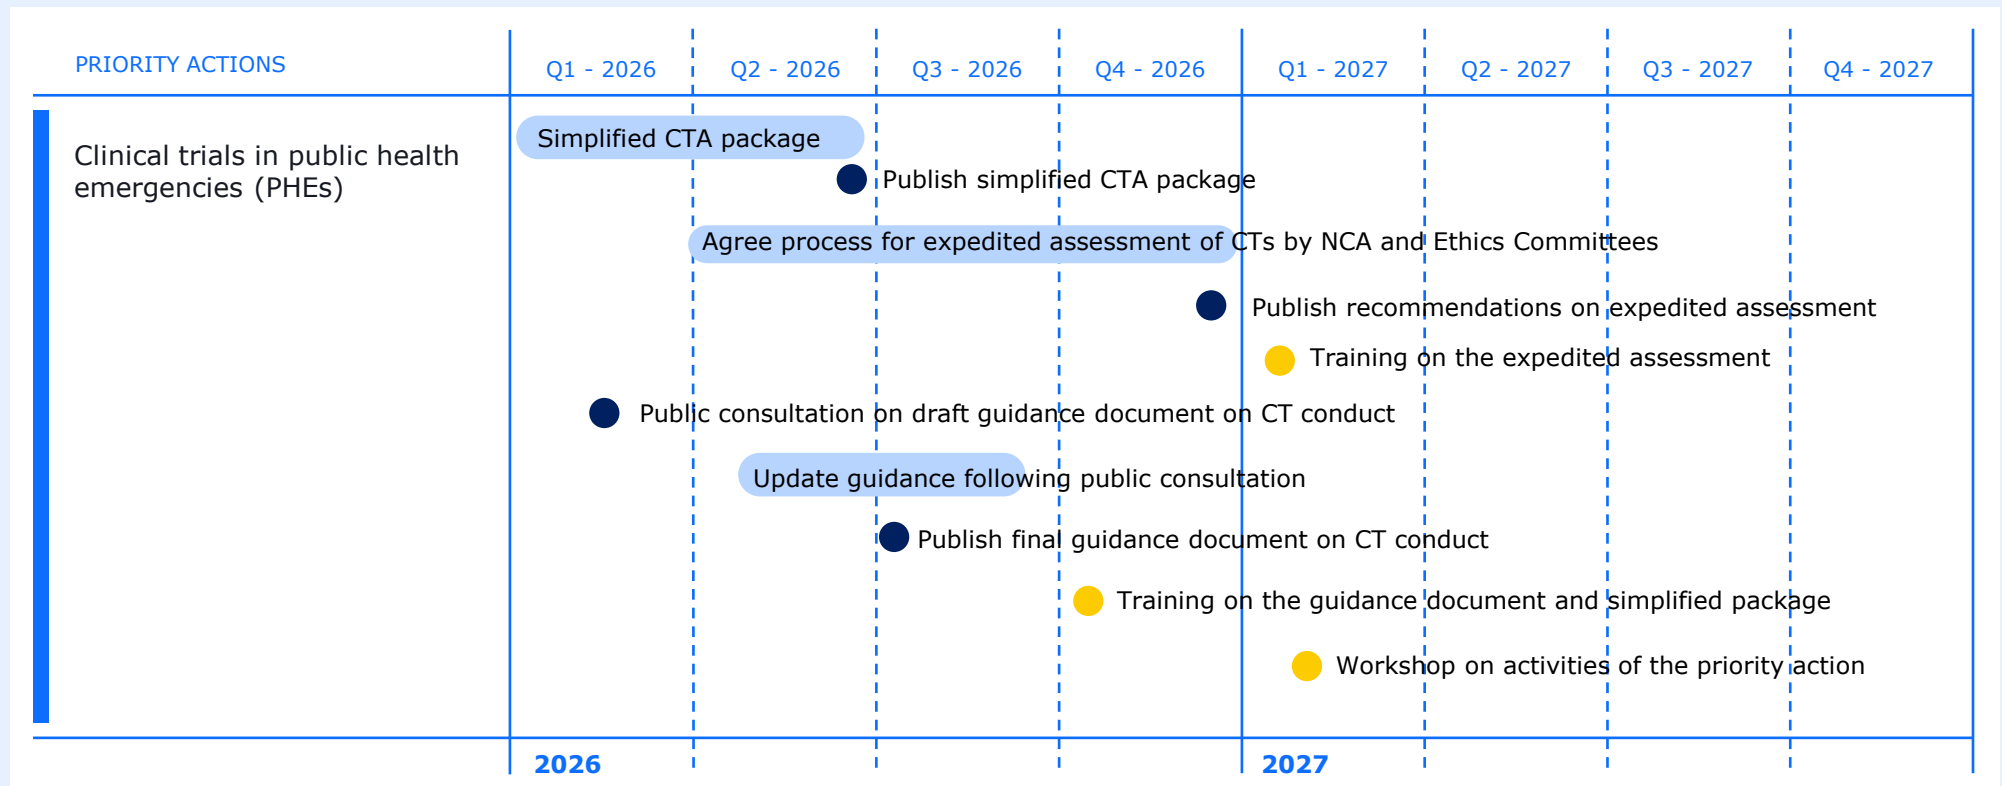 PRIORITY ACTIONS
Q1 - 2026
Q2 - 2026
Q3 - 2026
Q4 - 2026
Q1 - 2027
Q2 - 2027
Q3 - 2027
Q4 - 2027
Clinical trials in public health
emergencies (PHEs)
Simplified CTA package
Publish simplified CTA package
Agree process for expedited assessment of CTs by NCA and Ethics Committees
Publish recommendations on expedited assessment
Training on the expedited assessment
Public consultation on draft guidance document on CT conduct
Update guidance following public consultation
Publish final guidance document on CT conduct
Training on the guidance document and simplified package
Workshop on activities of the priority action
2026
2027